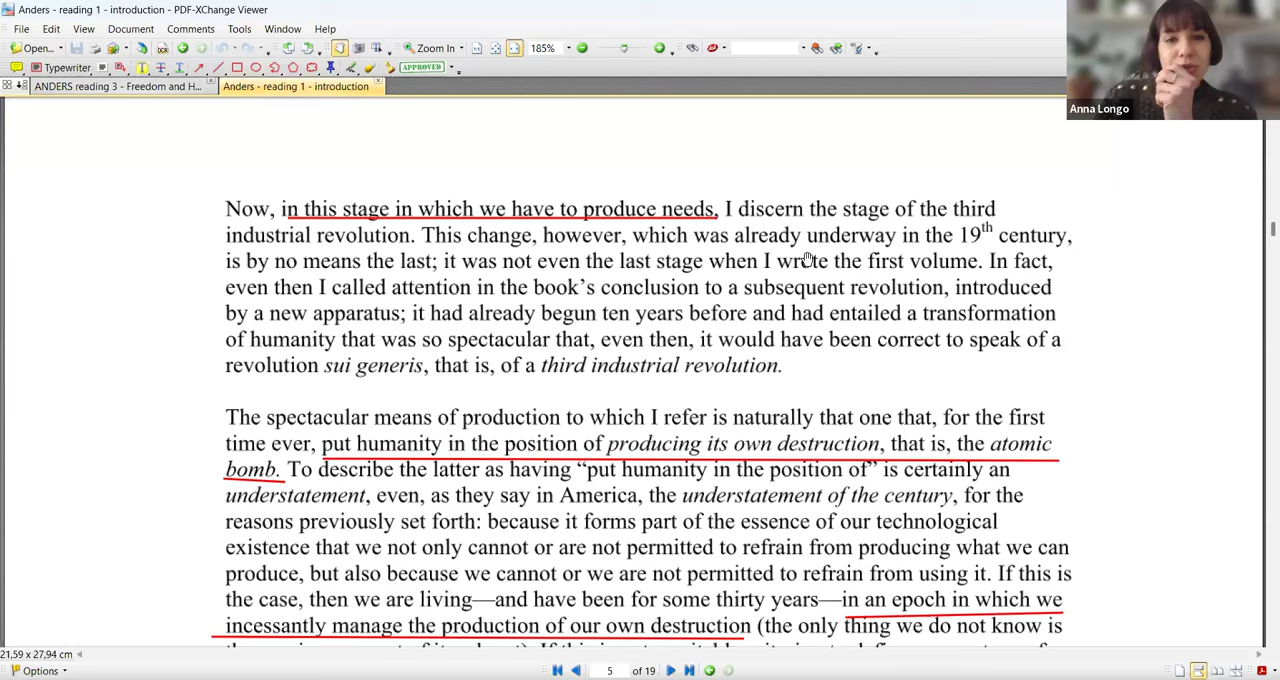 Anders - reading 1 - introduction - PDF-XChange Viewer
File Edit View Document Comments Tools Window Help
Open... Zoom In 185%
Typewriter APPROVED
ANDERS reading 3 - Freedom and H... Anders - reading 1 - introduction
Anna Longo
Now, in this stage in which we have to produce needs, I discern the stage of the third
industrial revolution. This change, however, which was already underway in the 19th century,
is by no means the last; it was not even the last stage when I wrote the first volume. In fact,
even then I called attention in the book's conclusion to a subsequent revolution, introduced
by a new apparatus; it had already begun ten years before and had entailed a transformation
of humanity that was so spectacular that, even then, it would have been correct to speak of a
revolution sui generis, that is, of a third industrial revolution.
The spectacular means of production to which I refer is naturally that one that, for the first
time ever, put humanity in the position of producing its own destruction, that is, the atomic
bomb. To describe the latter as having “put humanity in the position of” is certainly an
understatement, even, as they say in America, the understatement of the century, for the
reasons previously set forth: because it forms part of the essence of our technological
existence that we not only cannot or are not permitted to refrain from producing what we can
produce, but also because we cannot or we are not permitted to refrain from using it. If this is
the case, then we are living—and have been for some thirty years—in an epoch in which we
incessantly manage the production of our own destruction (the only thing we do not know is
21,59 x 27,94 cm
Options 5 of 19